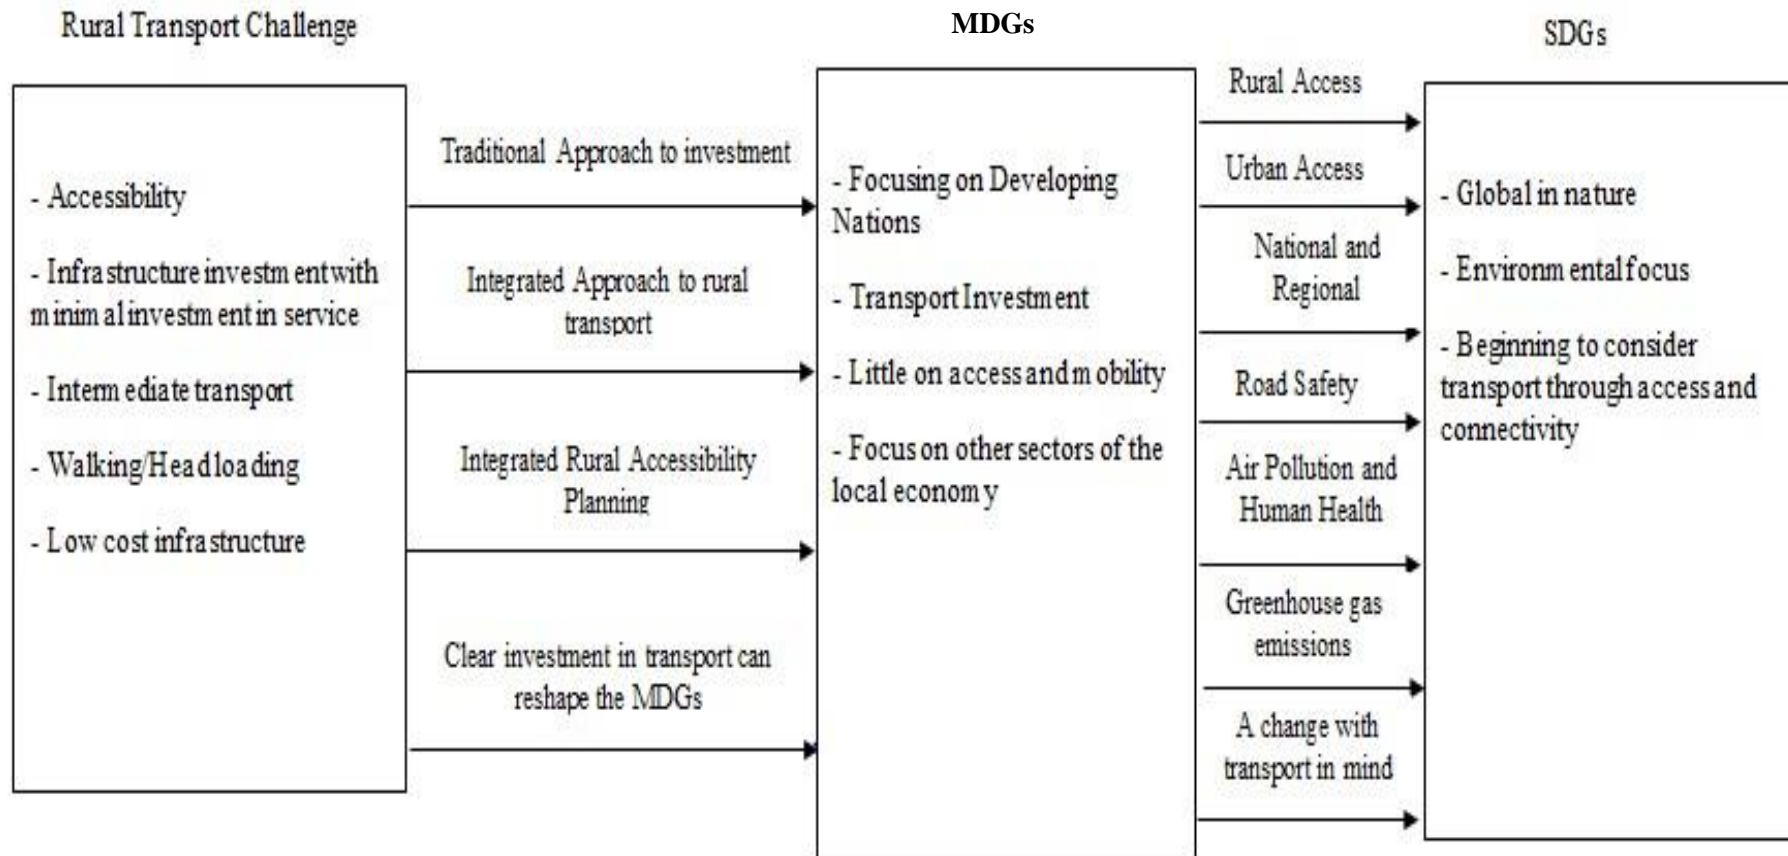 Rural Transport Challenge
- Accessibility
- Infrastructure investment with
minimal investment in service
- Intermediate transport
- Walking/Head loading
- Low cost infrastructure
Traditional Approach to investment
Integrated Approach to rural
transport
Integrated Rural Accessibility
Planning
Clear investment in transport can
reshape the MDGs
MDGs
- Focusing on Developing
Nations
- Transport Investment
- Little on access and mobility
- Focus on other sectors of the
local economy
Rural Access
Urban Access
National and
Regional
Road Safety
Air Pollution and
Human Health
Greenhouse gas
emissions
A change with
transport in mind
SDGs
- Global in nature
- Environmental focus
- Beginning to consider
transport through access and
connectivity